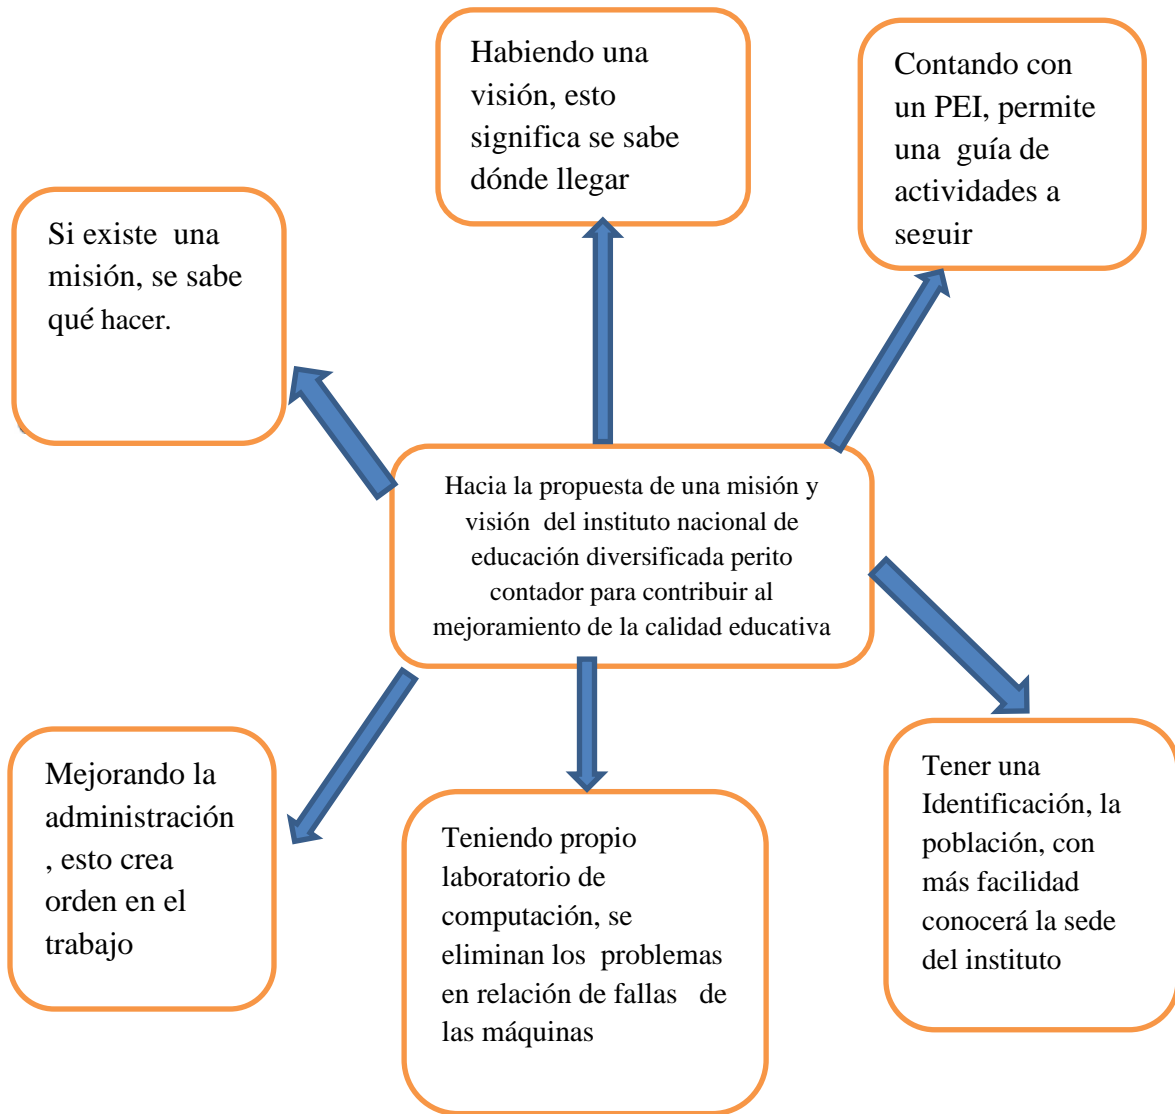 Habiendo una
visión, esto
significa se sabe
dónde llegar
Contando con
un PEI, permite
una guía de
actividades a
seguir
Si existe una
misión, se sabe
qué hacer.
Hacia la propuesta de una misión y
visión del instituto nacional de
educación diversificada perito
contador para contribuir al
mejoramiento de la calidad educativa
Mejorando la
administración
, esto crea
orden en el
trabajo
Teniendo propio
laboratorio de
computación, se
eliminan los problemas
en relación de fallas de
las máquinas
Tener una
Identificación, la
población, con
más facilidad
conocerá la sede
del instituto